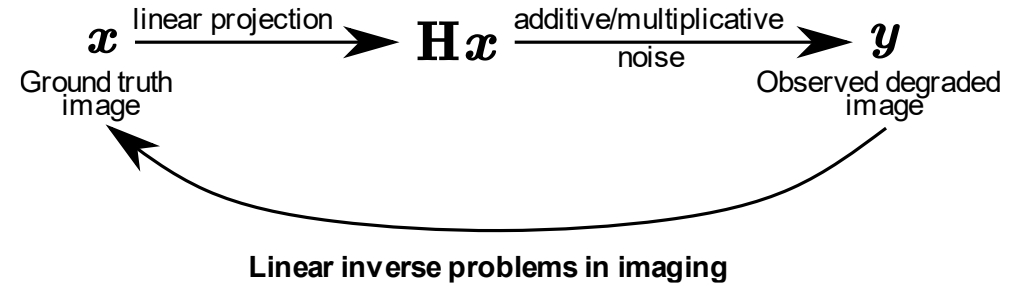 x linear projection Hx additive/multiplicative noise y
Ground truth
image
Observed degraded
image
Linear inverse problems in imaging